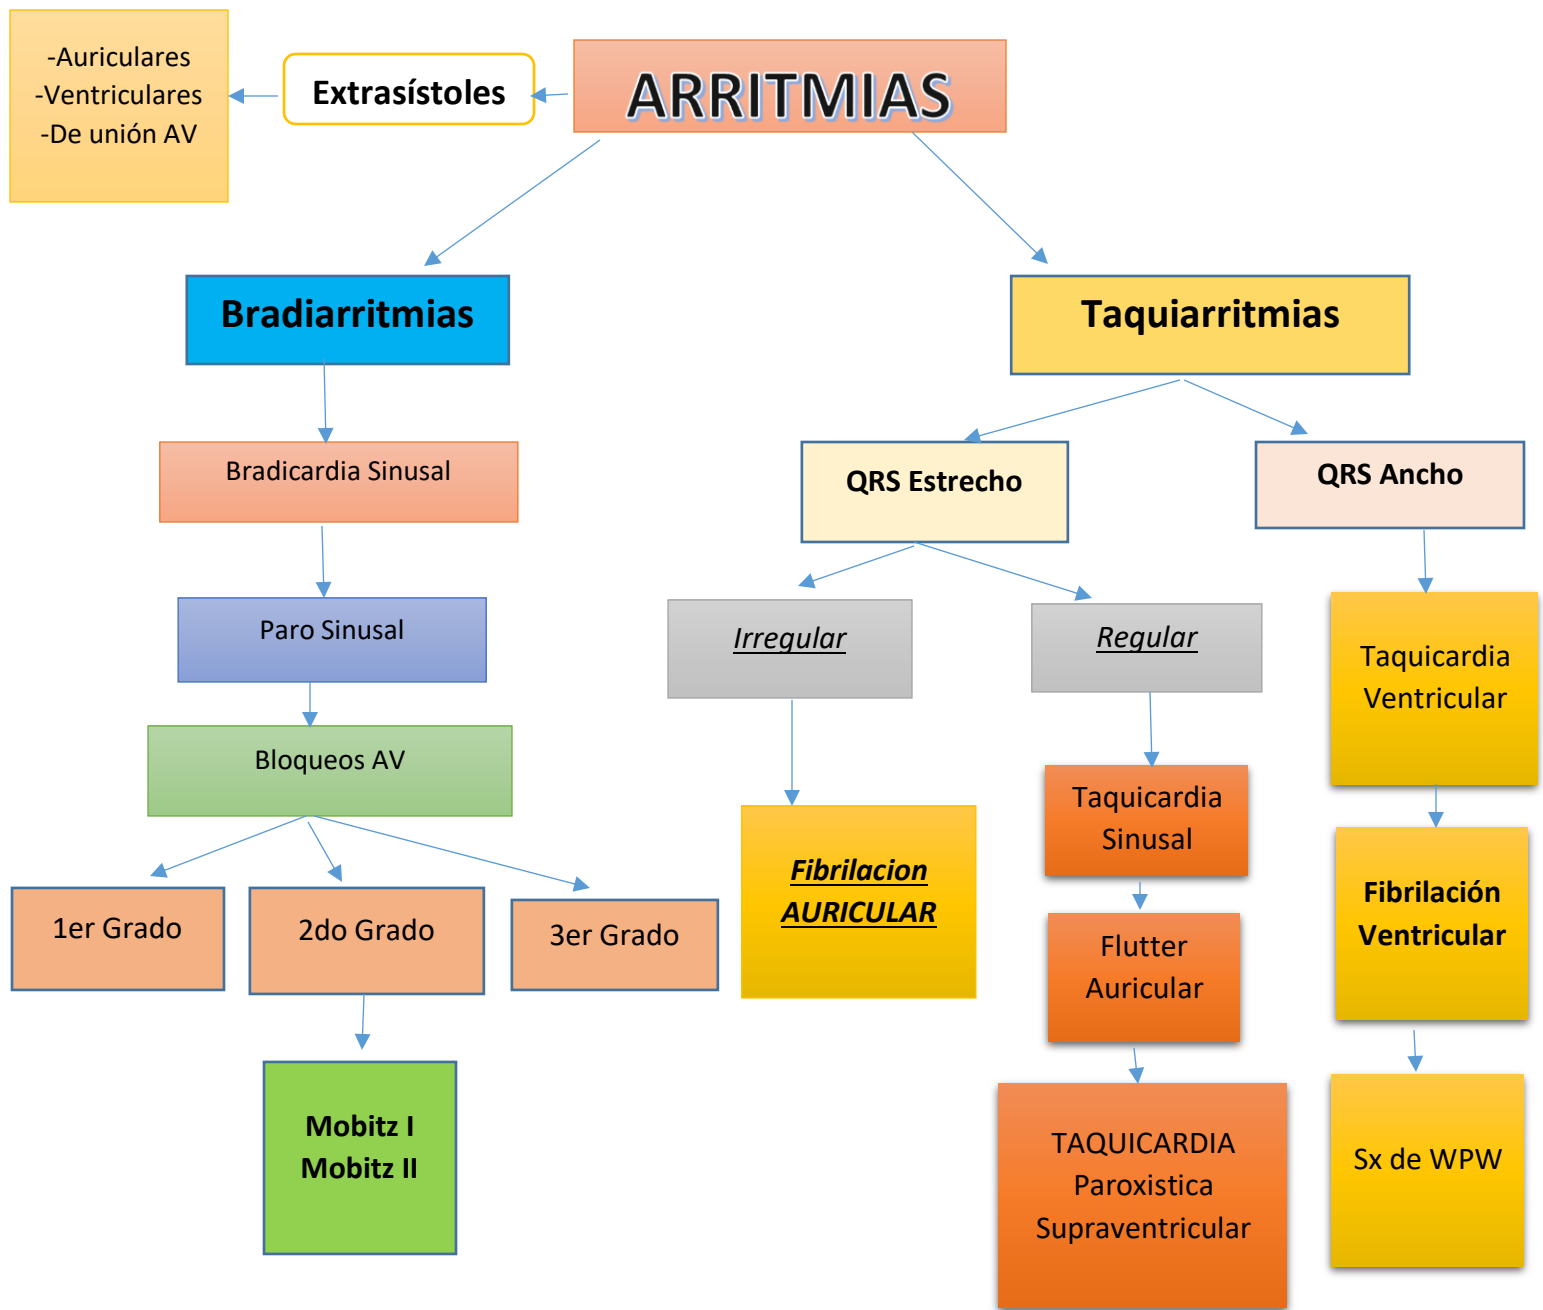 -Auriculares
-Ventriculares
-De unión AV
Extrasístoles
ARRITMIAS
Bradiarritmias
Taquiarritmias
Bradicardia Sinusal
QRS Estrecho
QRS Ancho
Paro Sinusal
Irregular
Regular
Taquicardia
Ventricular
Bloqueos AV
Taquicardia
Sinusal
Fibrilacion
AURICULAR
Fibrilación
Ventricular
1er Grado
2do Grado
3er Grado
Flutter
Auricular
Mobitz I
Mobitz II
TAQUICARDIA
Paroxistica
Supraventricular
Sx de WPW